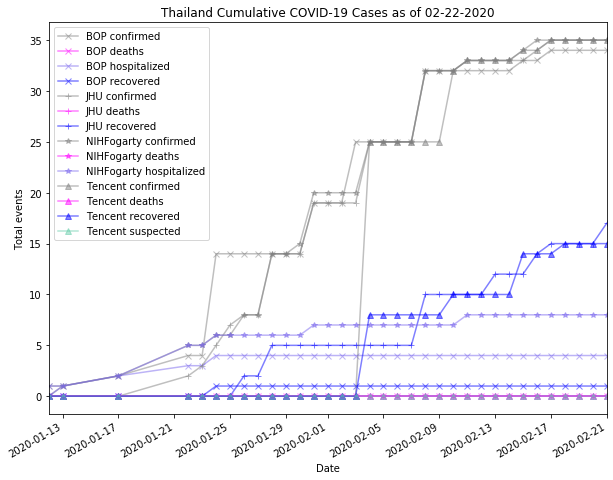 Thailand Cumulative COVID-19 Cases as of 02-22-2020
35
30
25
20
15
10
5
0
Total events
BOP confirmed
BOP deaths
BOP hospitalized
BOP recovered
JHU confirmed
JHU deaths
JHU recovered
NIHFogarty confirmed
NIHFogarty deaths
NIHFogarty hospitalized
Tencent confirmed
Tencent deaths
Tencent recovered
Tencent suspected
2020-01-13
2020-01-17
2020-01-21
2020-01-25
2020-01-29
2020-02-01
2020-02-05
2020-02-09
2020-02-13
2020-02-17
2020-02-21
Date